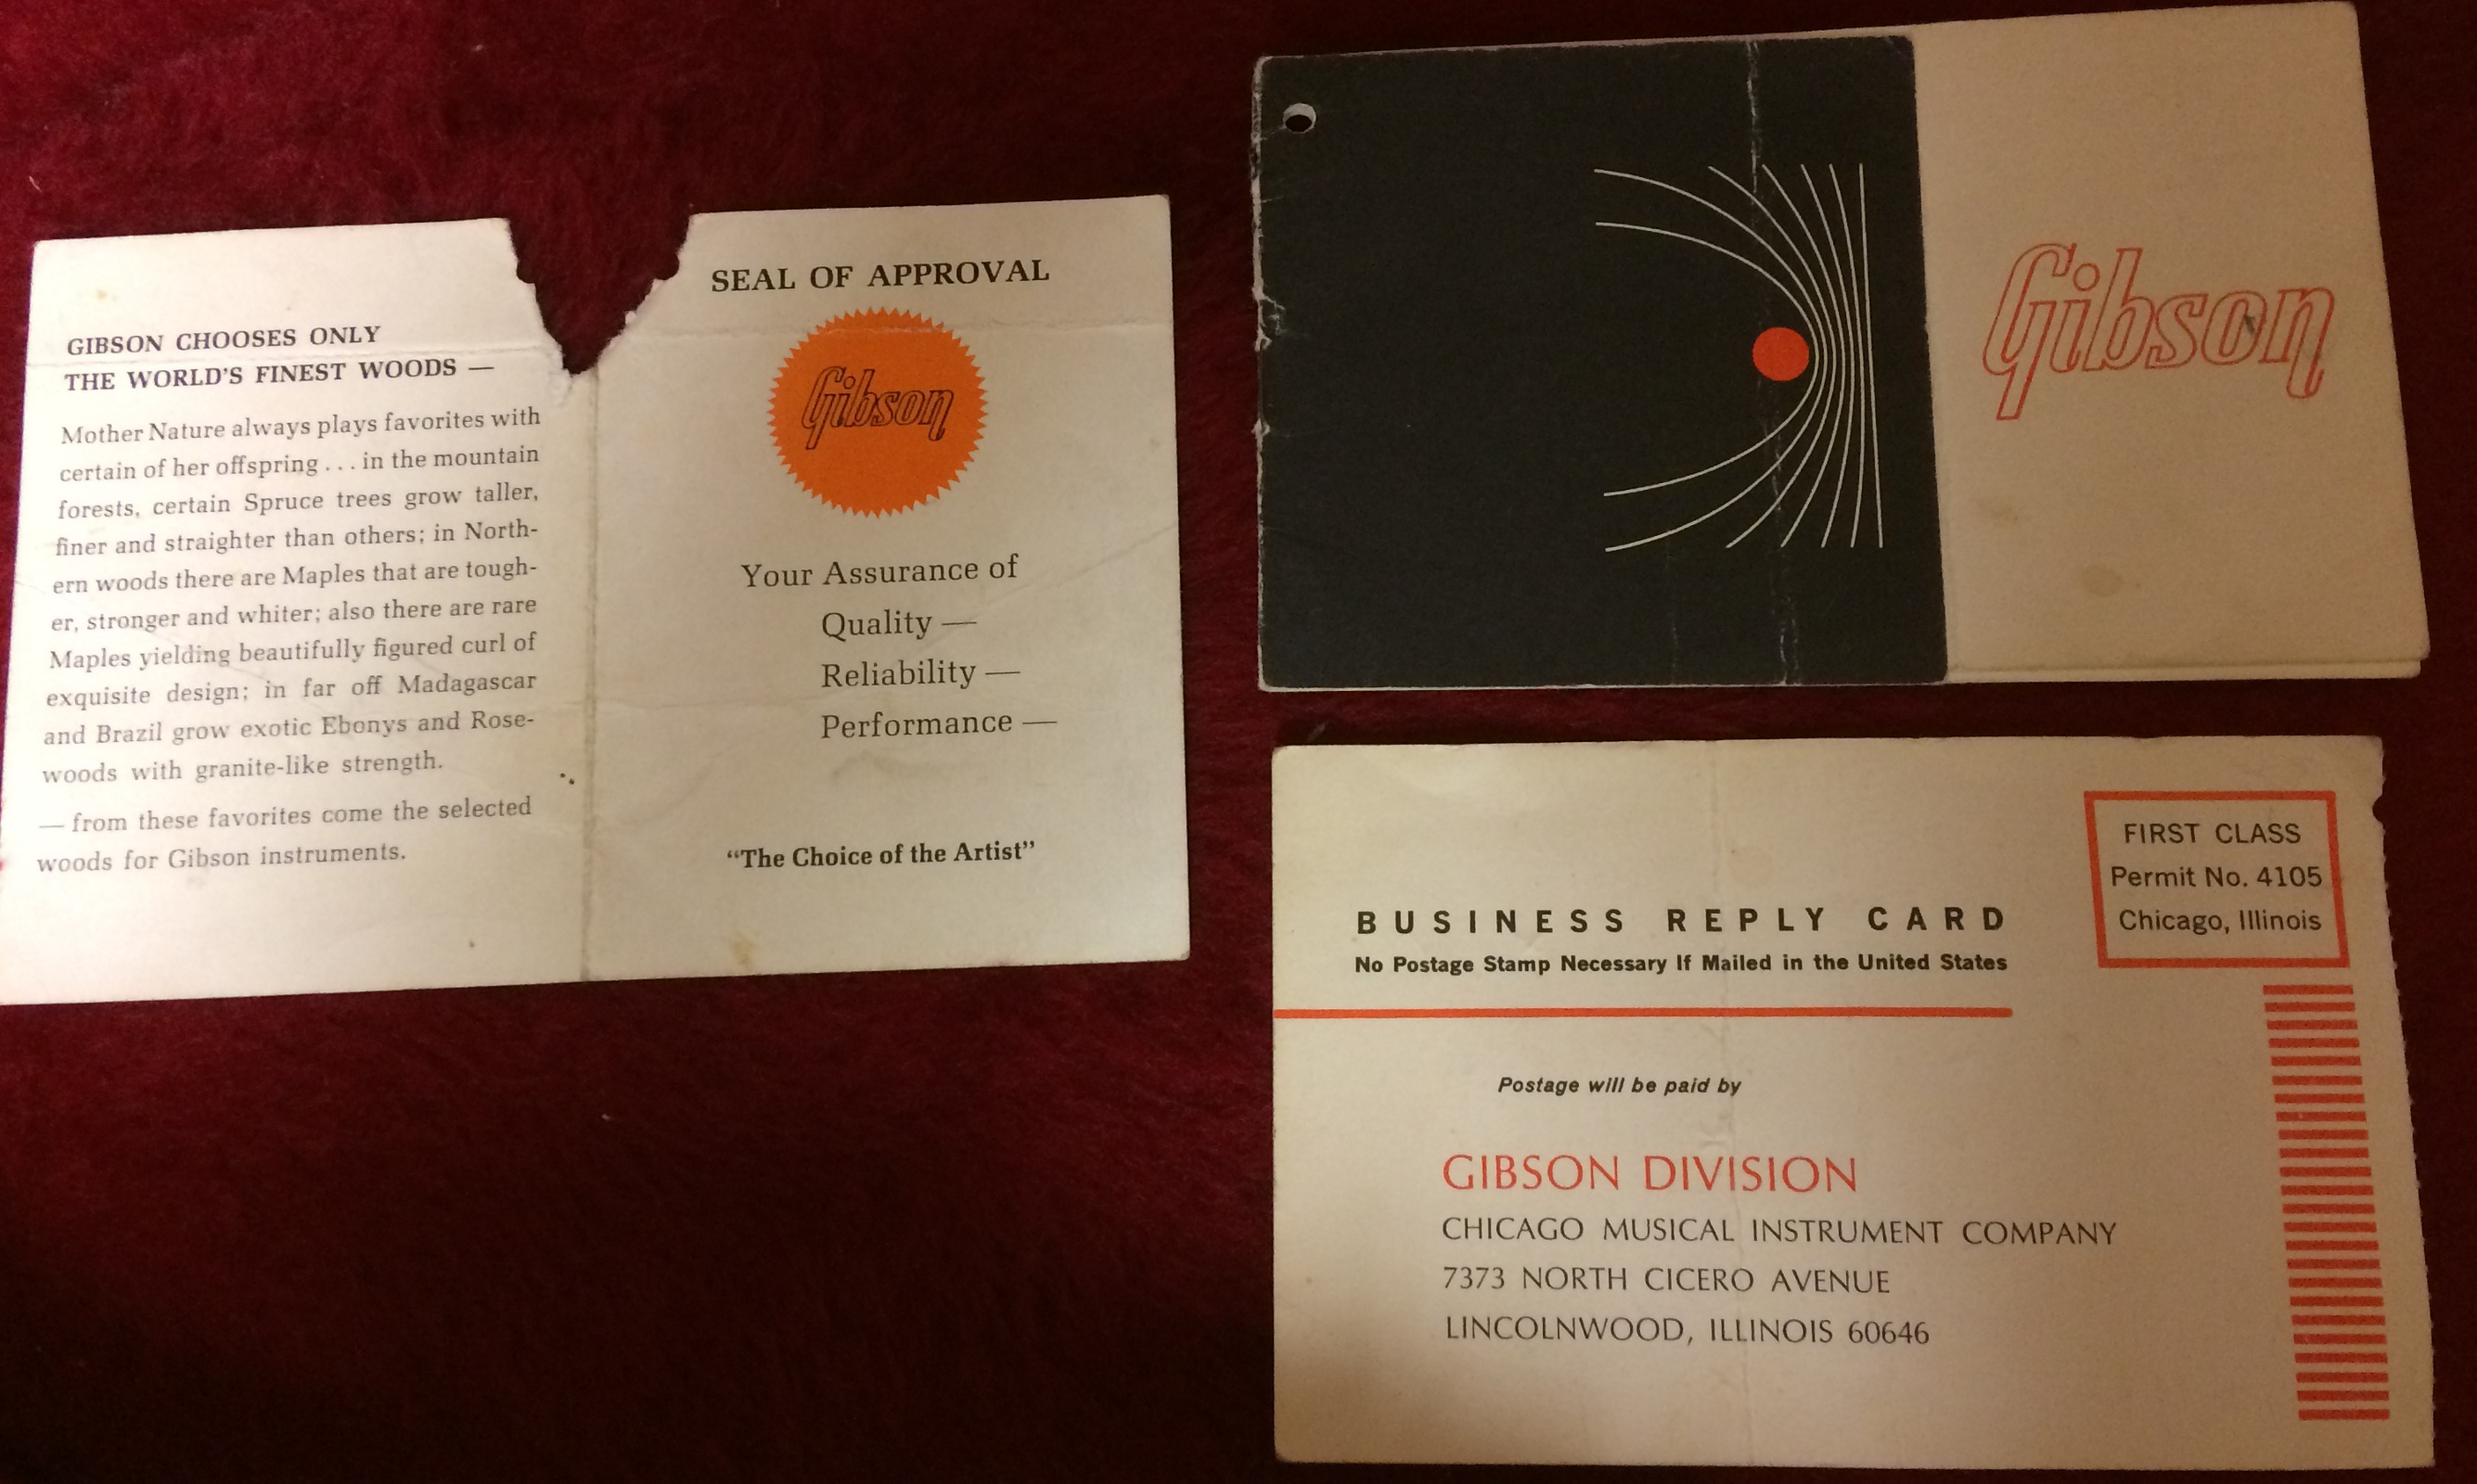 GIBSON CHOOSES ONLY
THE WORLD'S FINEST WOODS —
Mother Nature always plays favorites with
certain of her offspring . . . in the mountain
forests, certain Spruce trees grow taller,
finer and straighter than others; in North-
ern woods there are Maples that are tough-
er, stronger and whiter; also there are rare
Maples yielding beautifully figured curl of
exquisite design; in far off Madagascar
and Brazil grow exotic Ebonys and Rose-
woods with granite-like strength.
— from these favorites come the selected
woods for Gibson instruments.
SEAL OF APPROVAL
Gibson
Your Assurance of
Quality —
Reliability —
Performance —
“The Choice of the Artist”
Gibson
FIRST CLASS
Permit No. 4105
Chicago, Illinois
BUSINESS REPLY CARD
No Postage Stamp Necessary If Mailed in the United States
Postage will be paid by
GIBSON DIVISION
CHICAGO MUSICAL INSTRUMENT COMPANY
7373 NORTH CICERO AVENUE
LINCOLNWOOD, ILLINOIS 60646